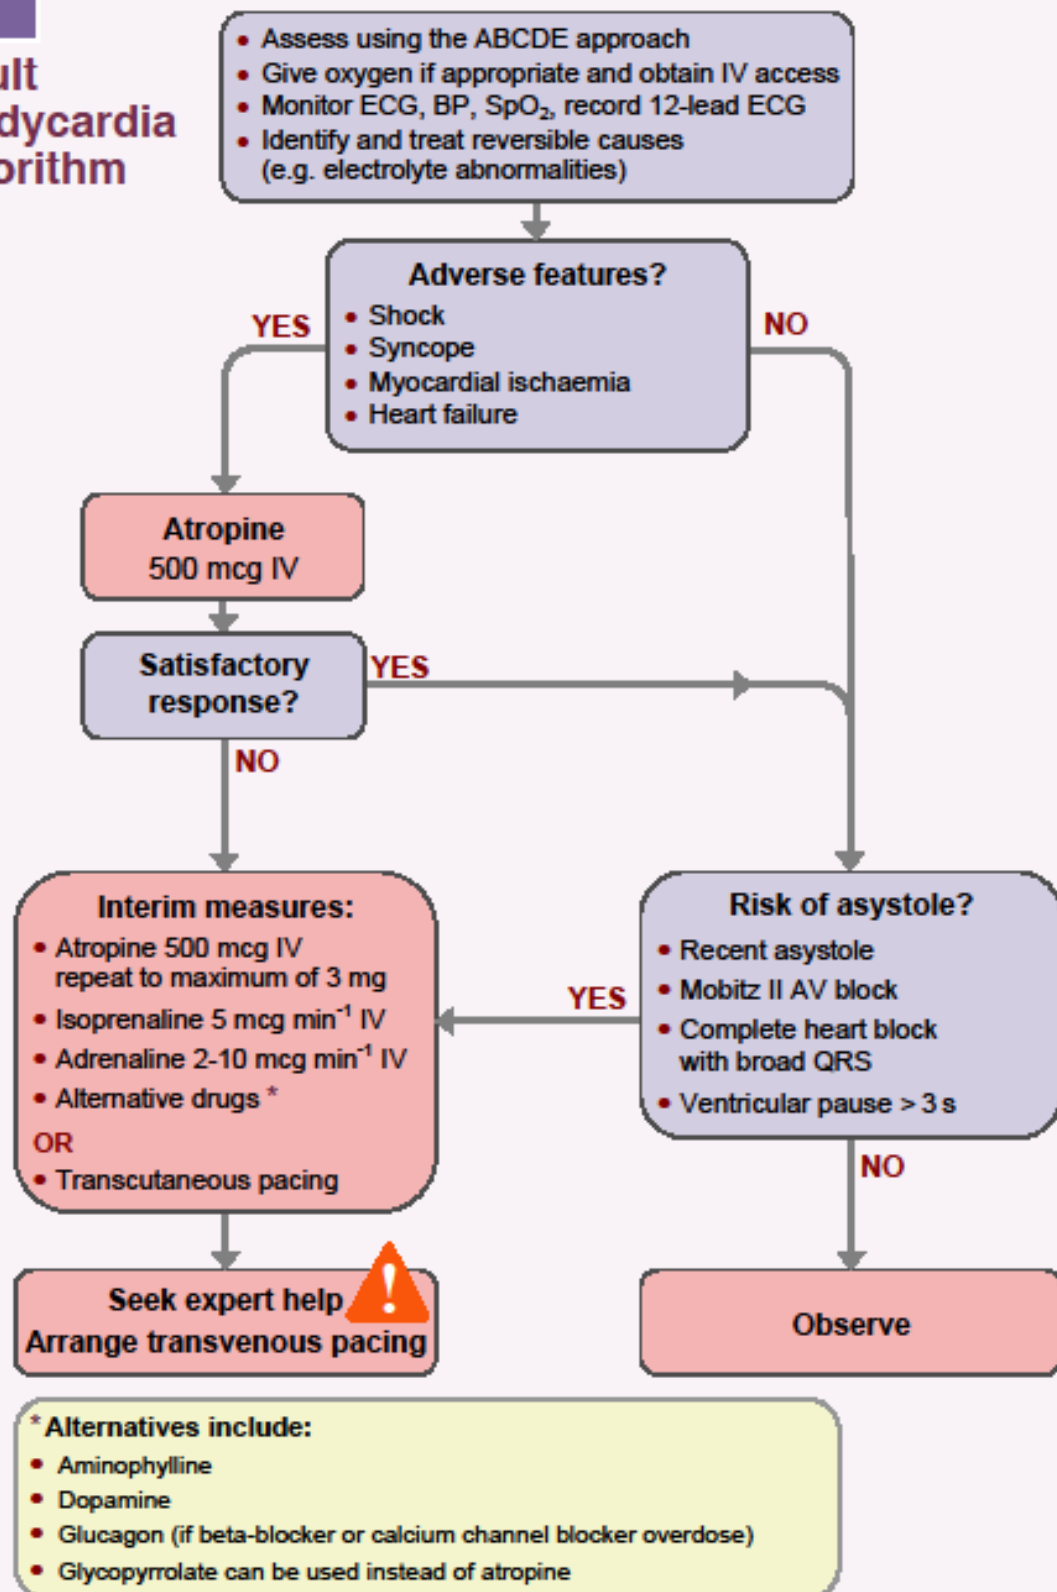 ult
dycardia
orithm
• Assess using the ABCDE approach
• Give oxygen if appropriate and obtain IV access
• Monitor ECG, BP, SpO₂, record 12-lead ECG
• Identify and treat reversible causes
(e.g. electrolyte abnormalities)
Adverse features?
• Shock
• Syncope
• Myocardial ischaemia
• Heart failure
YES
NO
Atropine
500 mcg IV
Satisfactory
response?
YES
NO
Interim measures:
• Atropine 500 mcg IV
repeat to maximum of 3 mg
• Isoprenaline 5 mcg min⁻¹ IV
• Adrenaline 2-10 mcg min⁻¹ IV
• Alternative drugs *
OR
• Transcutaneous pacing
YES
Risk of asystole?
• Recent asystole
• Mobitz II AV block
• Complete heart block
with broad QRS
• Ventricular pause > 3 s
NO
Seek expert help
Arrange transvenous pacing
!
Observe
* Alternatives include:
• Aminophylline
• Dopamine
• Glucagon (if beta-blocker or calcium channel blocker overdose)
• Glycopyrrolate can be used instead of atropine